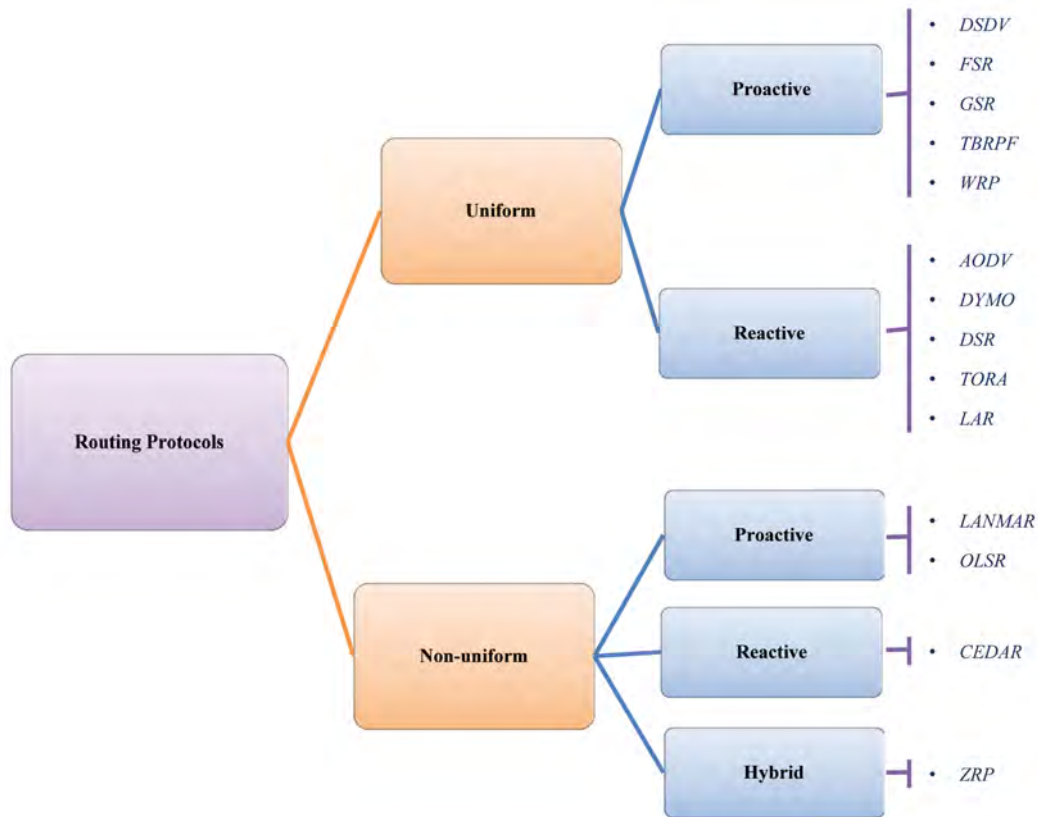 Routing Protocols
Uniform
Proactive
• DSDV
• FSR
• GSR
• TBRPF
• WRP
Reactive
• AODV
• DYMO
• DSR
• TORA
• LAR
Non-uniform
Proactive
• LANMAR
• OLSR
Reactive
• CEDAR
Hybrid
• ZRP